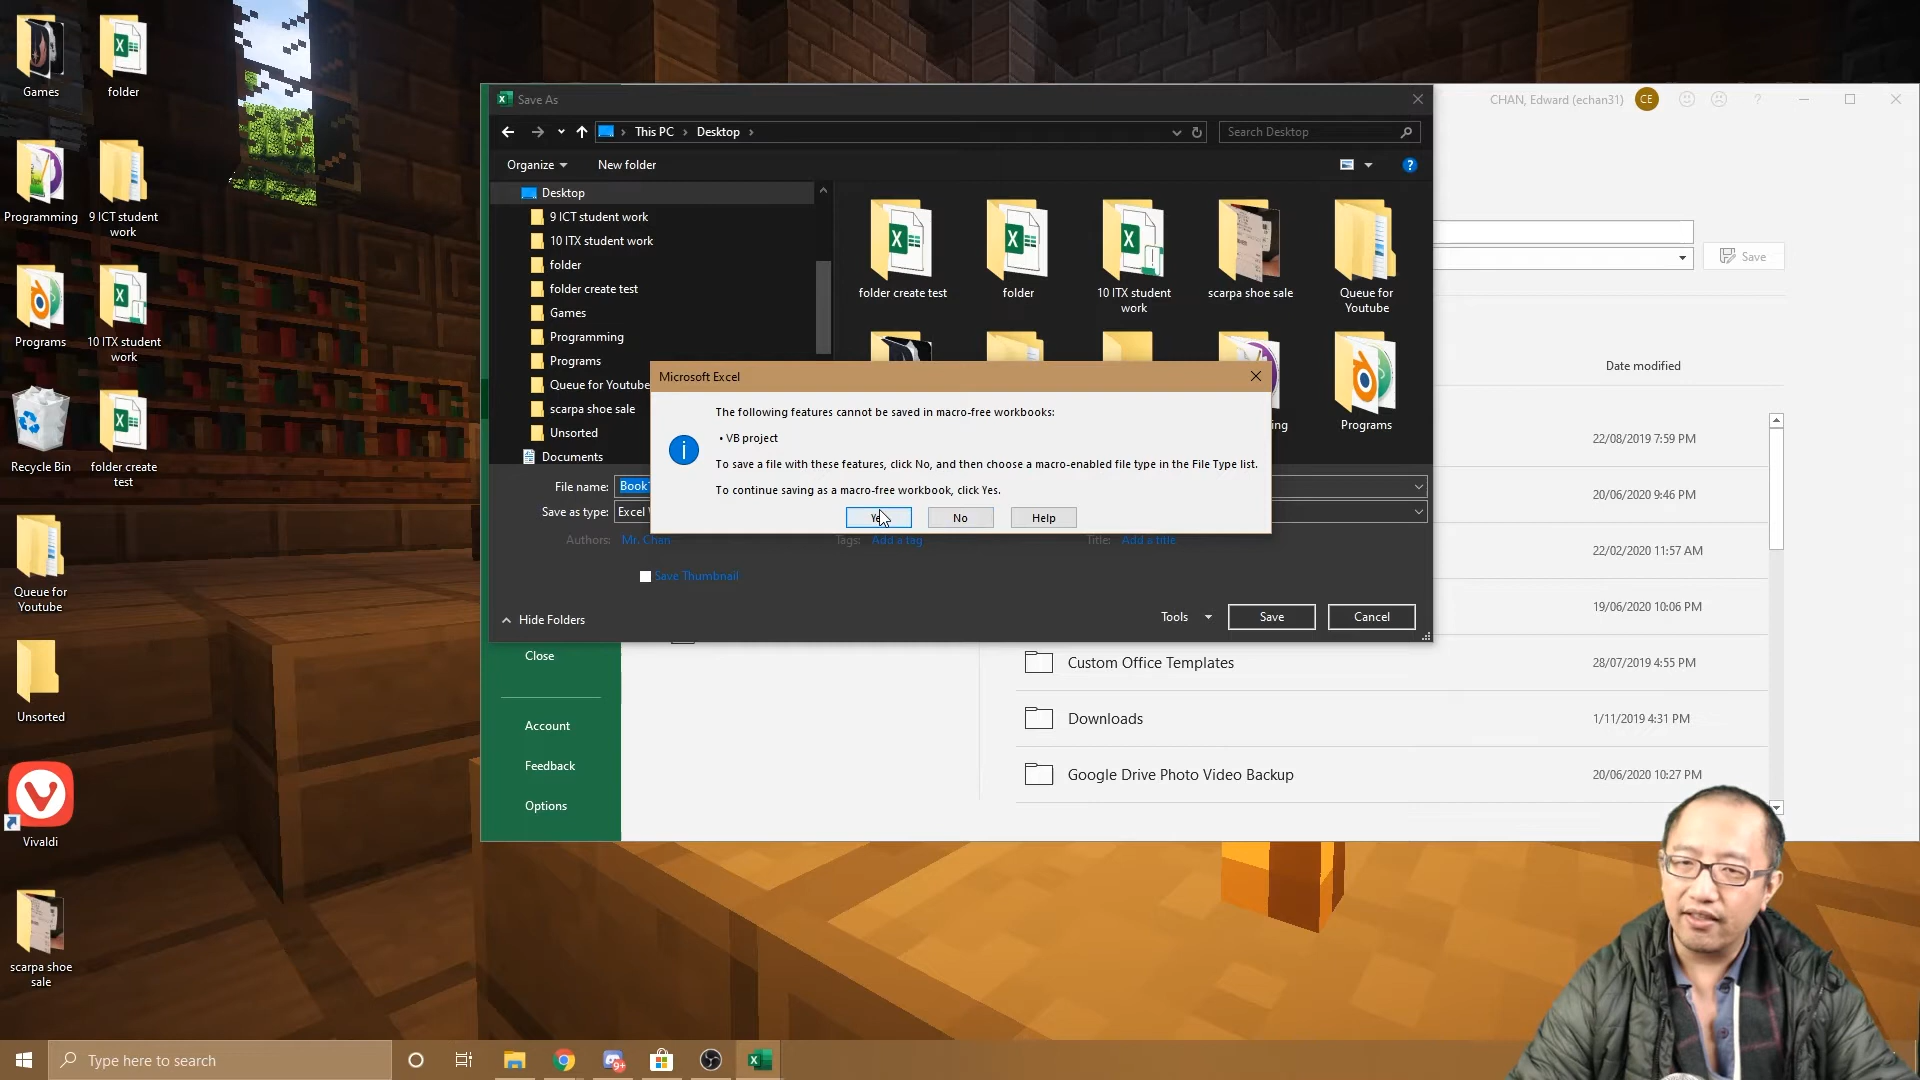 Games
folder
Programming
9 ICT student
work
Programs
10 ITX student
work
Recycle Bin
folder create
test
Queue for
Youtube
Unsorted
Vivaldi
scarpa shoe
sale
Save As
CHAN, Edward (echan31)
CE
?
This PC
Desktop
Search Desktop
Organize
New folder
?
Desktop
9 ICT student work
10 ITX student work
folder
folder create test
Games
Programming
Programs
Queue for Youtube
scarpa shoe sale
Unsorted
Documents
folder create test
folder
10 ITX student
work
scarpa shoe sale
Queue for
Youtube
ing
Programs
Microsoft Excel
The following features cannot be saved in macro-free workbooks:
• VB project
To save a file with these features, click No, and then choose a macro-enabled file type in the File Type list.
To continue saving as a macro-free workbook, click Yes.
No
Help
File name:
Save as type:
Excel
Authors:
Mr. Chan
Tags:
Add a tag
Title:
Add a title
Save Thumbnail
Hide Folders
Tools
Save
Cancel
Save
Date modified
22/08/2019 7:59 PM
20/06/2020 9:46 PM
22/02/2020 11:57 AM
19/06/2020 10:06 PM
Custom Office Templates
28/07/2019 4:55 PM
Downloads
1/11/2019 4:31 PM
Google Drive Photo Video Backup
20/06/2020 10:27 PM
Close
Account
Feedback
Options
Type here to search
9+